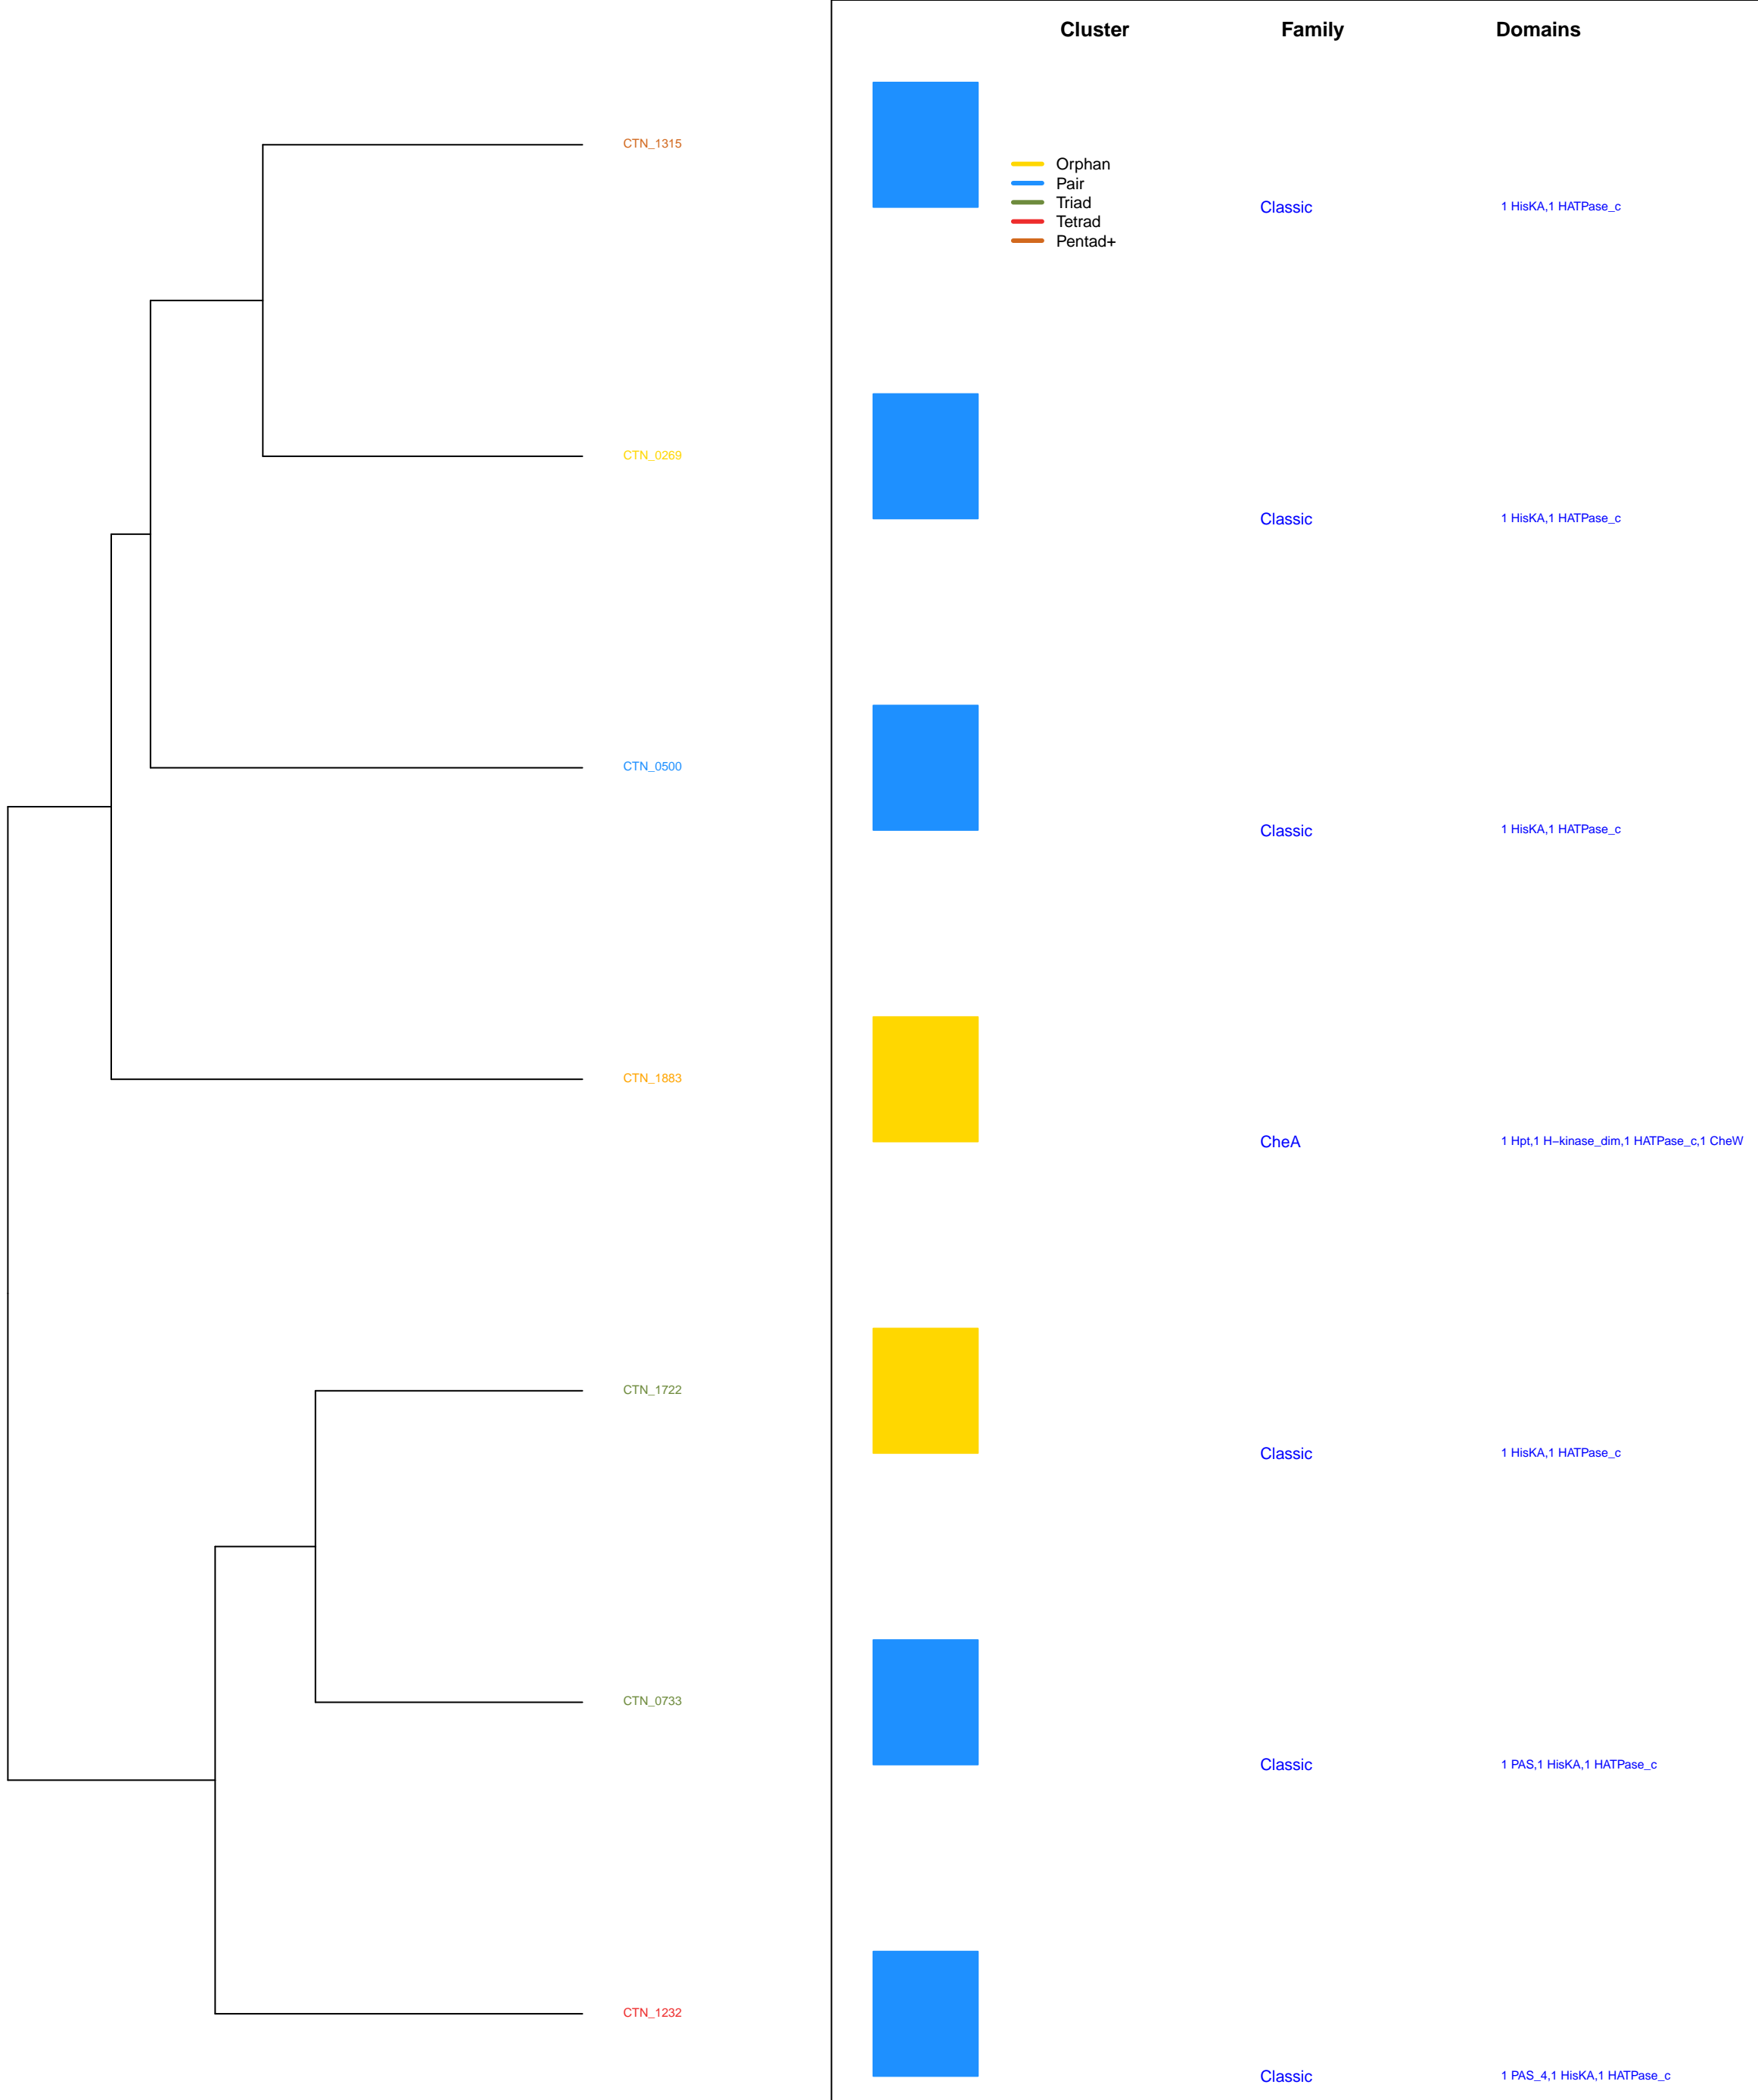 Cluster Family Domains
CTN_1315
Orphan
Pair
Triad
Tetrad
Pentad+
Classic 1 HisKA,1 HATPase_c
CTN_0269
Classic 1 HisKA,1 HATPase_c
CTN_0500
Classic 1 HisKA,1 HATPase_c
CTN_1883
CheA 1 Hpt,1 H−kinase_dim,1 HATPase_c,1 CheW
CTN_1722
Classic 1 HisKA,1 HATPase_c
CTN_0733
Classic 1 PAS,1 HisKA,1 HATPase_c
CTN_1232
Classic 1 PAS_4,1 HisKA,1 HATPase_c